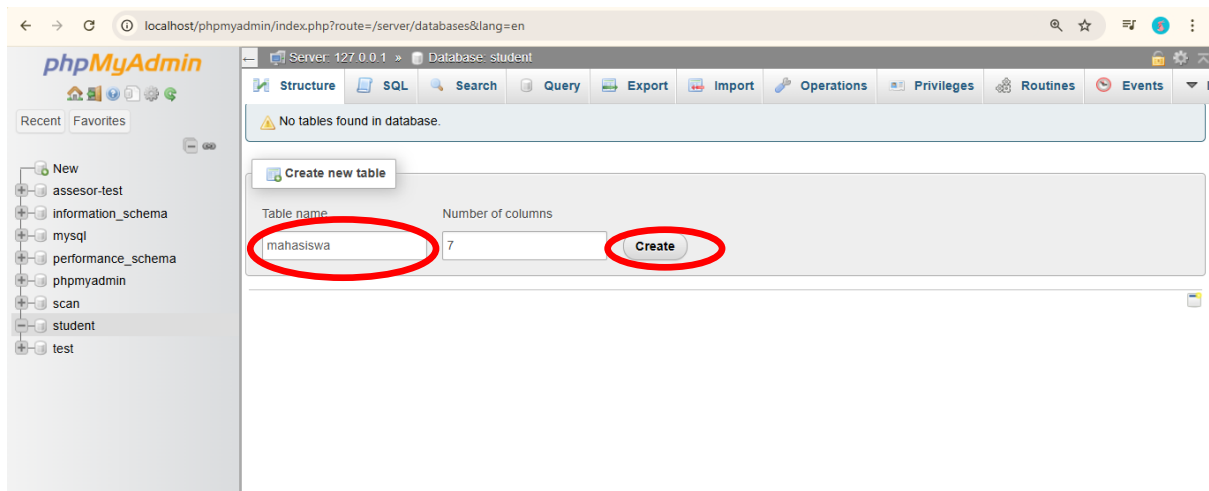 localhost/phpmyadmin/index.php?route=/server/databases&lang=en
phpMyAdmin
Recent Favorites
New
assesor-test
information_schema
mysql
performance_schema
phpmyadmin
scan
student
test
Server: 127.0.0.1 » Database: student
Structure SQL Search Query Export Import Operations Privileges Routines Events
No tables found in database.
Create new table
Table name Number of columns
mahasiswa 7 Create